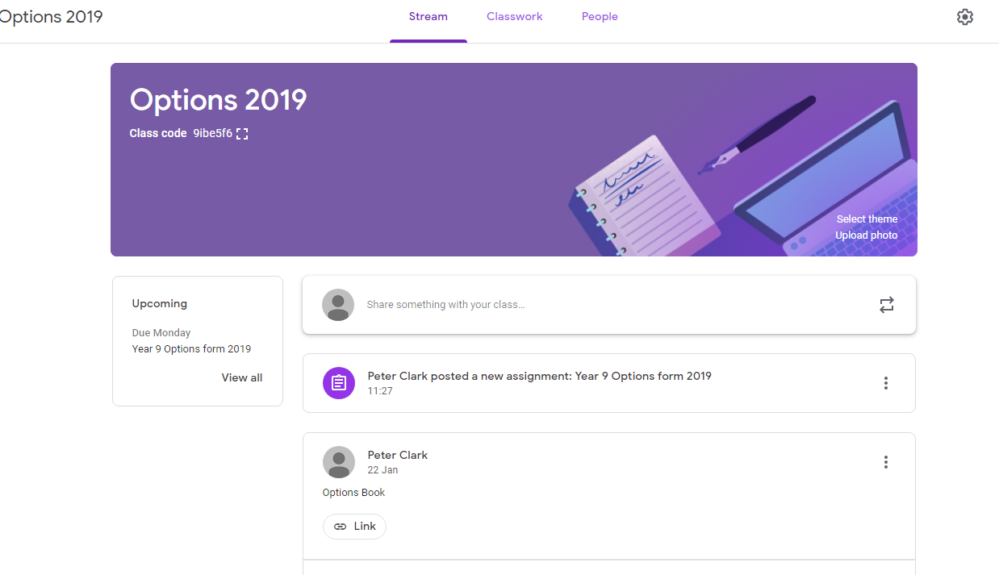 Options 2019
Stream Classwork People
Options 2019
Class code 9ibe5f6
Select theme
Upload photo
Upcoming
Due Monday
Year 9 Options form 2019
View all
Share something with your class...
Peter Clark posted a new assignment: Year 9 Options form 2019
11:27
Peter Clark
22 Jan
Options Book
Link